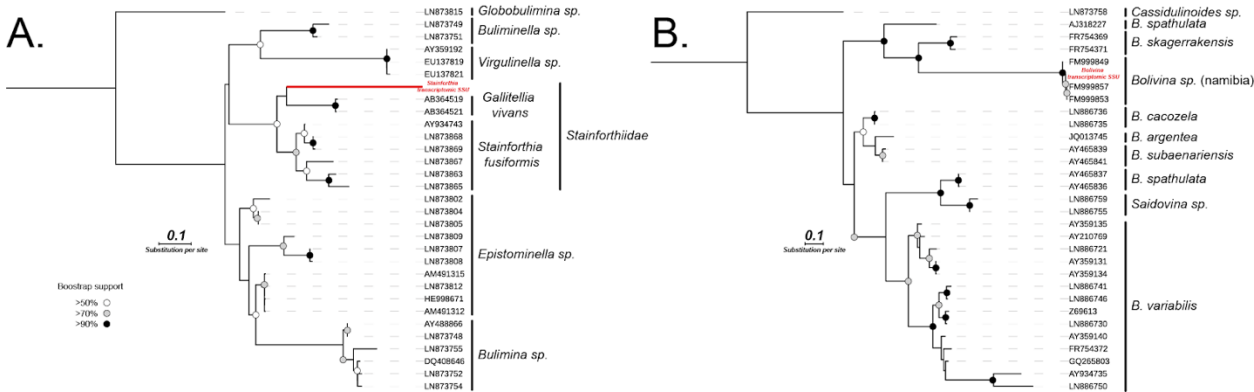 A.
LN873815
LN873749
LN873751
AY359192
EU137819
EU137821
Stainforthia
transcriptomic SSU
AB364519
AB364521
AY934743
LN873868
LN873869
LN873867
LN873863
LN873865
LN873802
LN873804
LN873805
LN873809
LN873807
LN873808
AM491315
LN873812
HE998671
AM491312
AY488866
LN873748
LN873755
DQ408646
LN873752
LN873754
Globobulimina sp.
Buliminella sp.
Virgulinella sp.
Gallitellia
vivans
Stainforthia
fusiformis
Stainforthiidae
Epistominella sp.
Bulimina sp.
0.1
Substitution per site
Boostrap support
>50%
>70%
>90%
B.
LN873758
AJ318227
FR754369
FR754371
FM999849
Bolivina
transcriptomic SSU
FM999857
FM999853
LN886736
LN886735
JQ013745
AY465839
AY465841
AY465837
AY465836
LN886759
LN886755
AY359135
AY210769
LN886721
AY359131
AY359134
LN886741
LN886746
Z69613
LN886730
AY359140
FR754372
GQ265803
AY934735
LN886750
Cassidulinoides sp.
B. spathulata
B. skagerrakensis
Bolivina sp. (namibia)
B. cacozela
B. argentea
B. subaenariensis
B. spathulata
Saidovina sp.
B. variabilis
0.1
Substitution per site